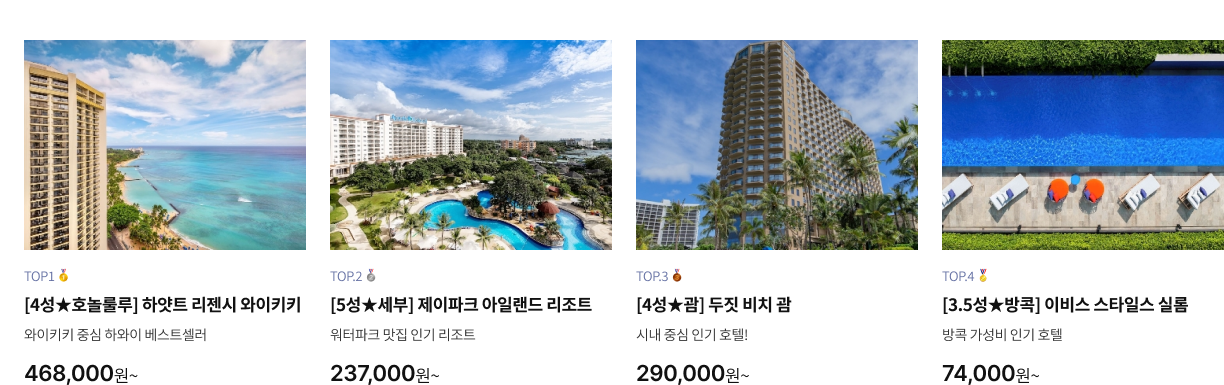 TOP1
[4성★호놀룰루] 하얏트 리젠시 와이키키
와이키키 중심 하와이 베스트셀러
468,000원~
TOP.2
[5성★세부] 제이파크 아일랜드 리조트
워터파크 맛집 인기 리조트
237,000원~
TOP.3
[4성★괌] 두짓 비치 괌
시내 중심 인기 호텔!
290,000원~
TOP.4
[3.5성★방콕] 이비스 스타일스 실롬
방콕 가성비 인기 호텔
74,000원~